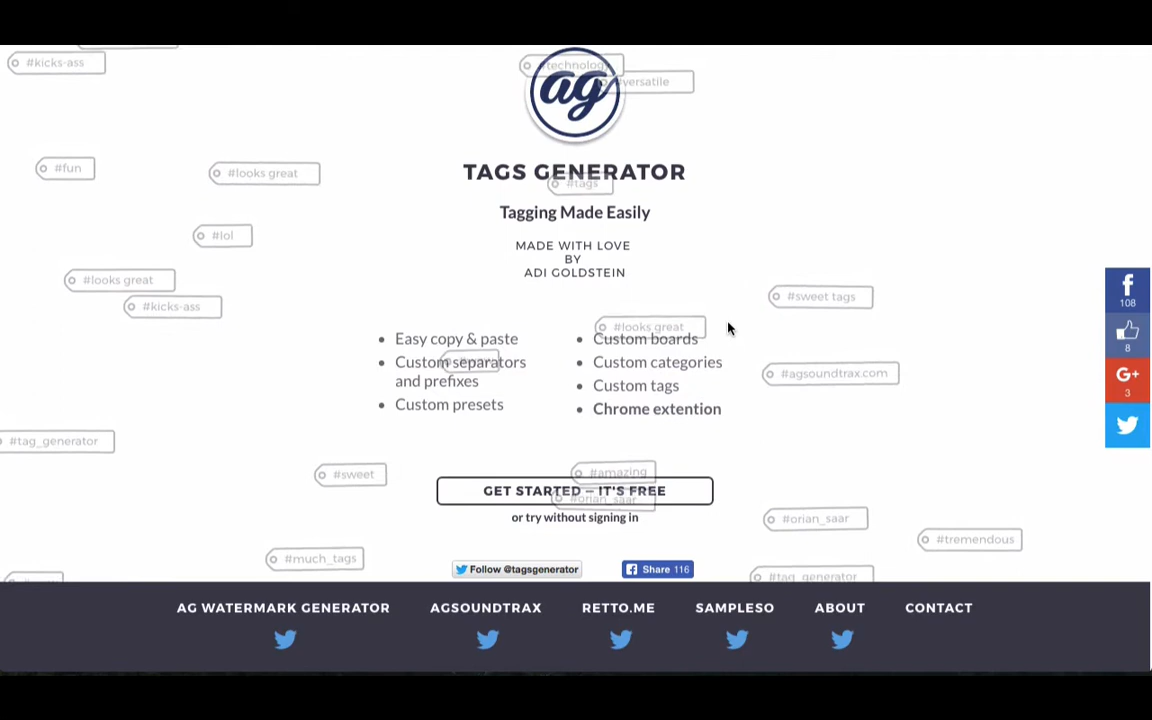 #kicks-ass
#technology
ag
#versatile
#fun
#looks great
TAGS GENERATOR
#tags
Tagging Made Easily
#lol
MADE WITH LOVE
BY
ADI GOLDSTEIN
#looks great
#kicks-ass
#sweet tags
#looks great
Easy copy & paste
Custom separators
and prefixes
Custom presets
Custom boards
Custom categories
Custom tags
Chrome extention
#agsoundtrax.com
108
8
G+
3
#tag_generator
#sweet
#amazing
GET STARTED – IT'S FREE
#orian_saar
or try without signing in
#orian_saar
#tremendous
#much_tags
Follow @tagsgenerator
Share 116
#tag_generator
AG WATERMARK GENERATOR
AGSOUNDTRAX
RETTO.ME
SAMPLESO
ABOUT
CONTACT